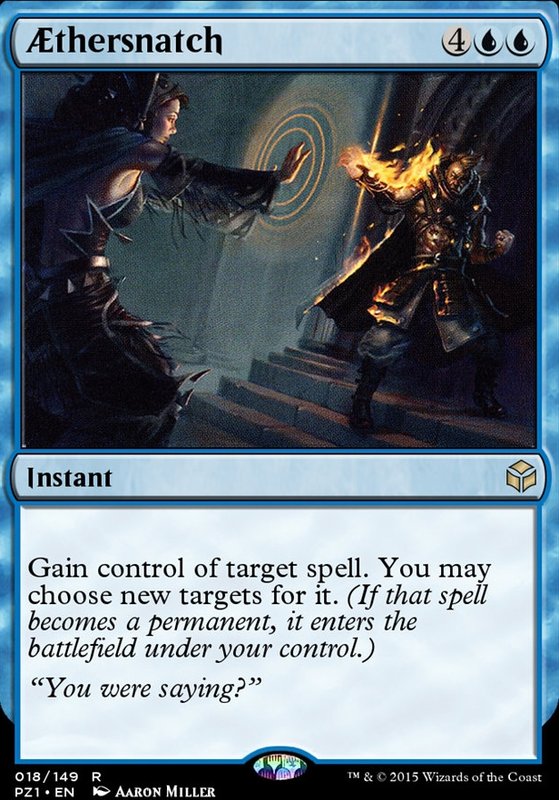 Æthersnatch 4
Instant
Gain control of target spell. You may
choose new targets for it. (If that spell
becomes a permanent, it enters the
battlefield under your control.)
“You were saying?”
018/149 R
PZ1 • EN Aaron Miller
™ & © 2015 Wizards of the Coast